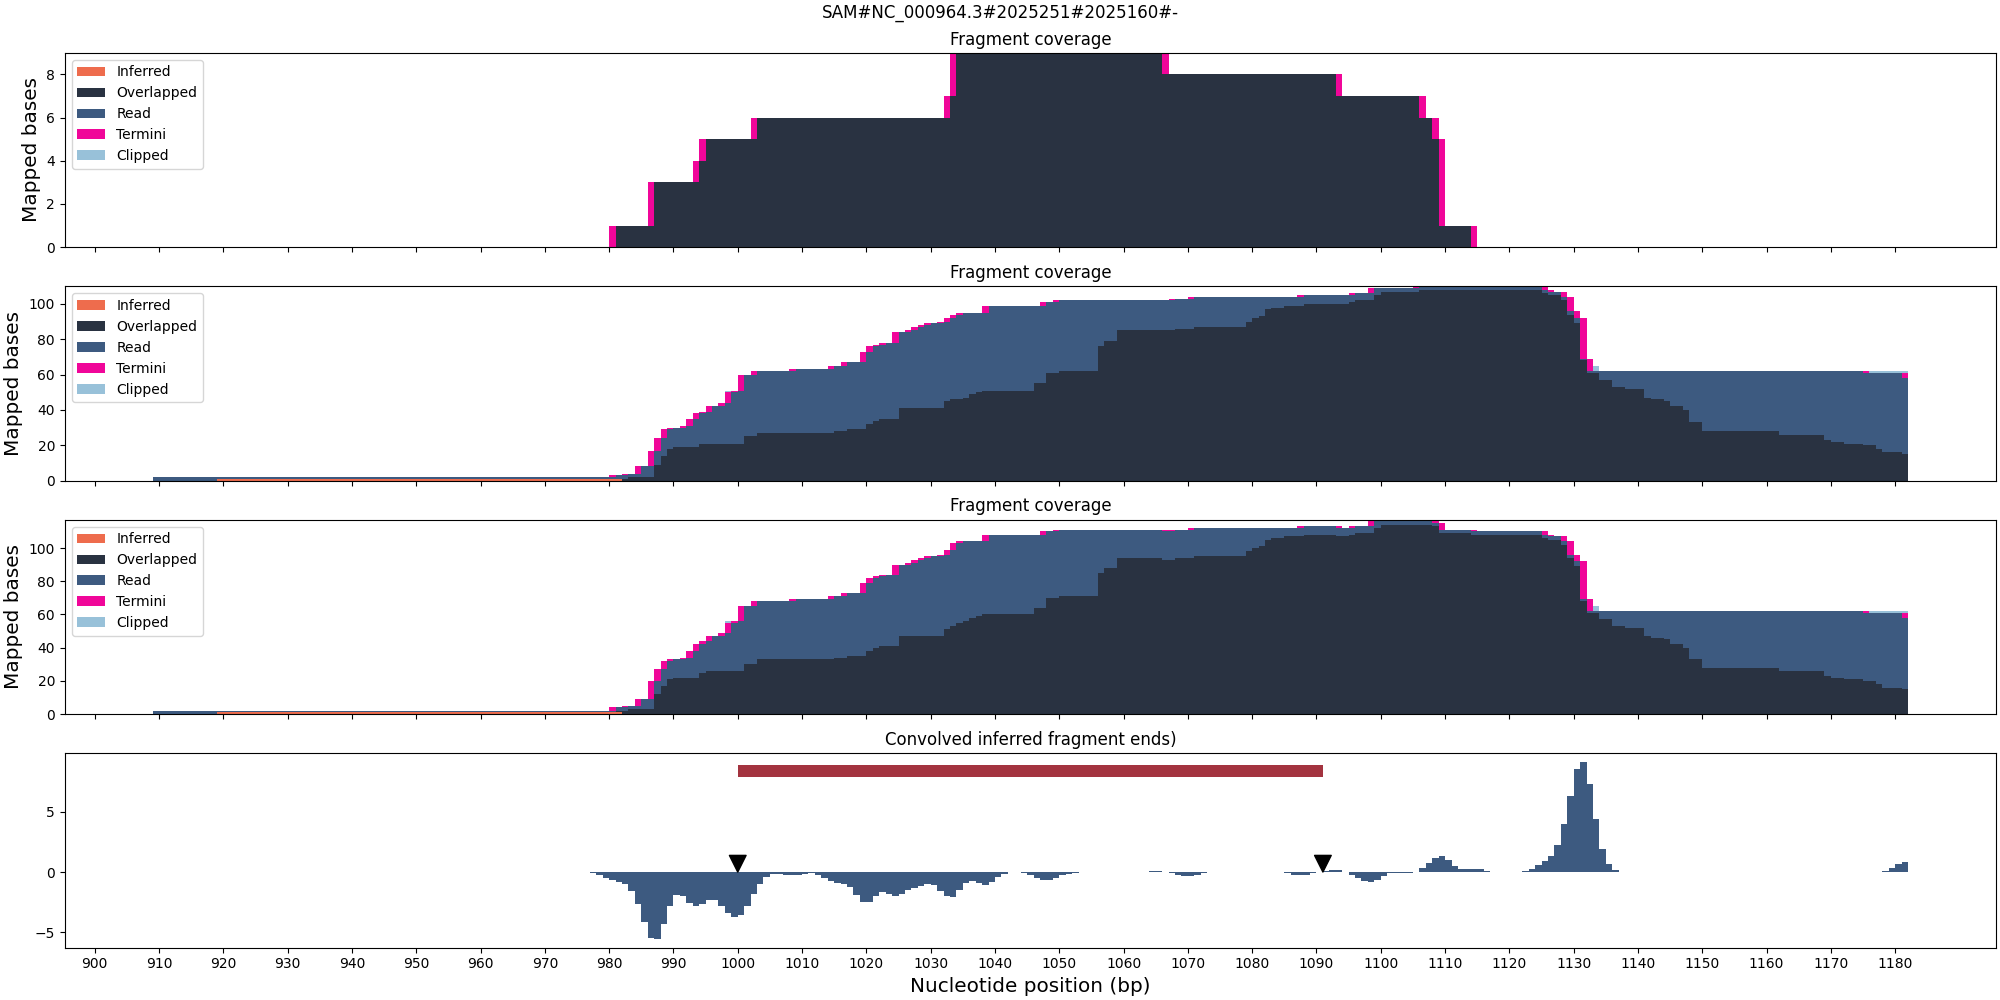 SAM#NC_000964.3#2025251#2025160#-
Fragment coverage
Mapped bases
8
6
4
2
0
Inferred
Overlapped
Read
Termini
Clipped
Fragment coverage
Mapped bases
100
80
60
40
20
0
Inferred
Overlapped
Read
Termini
Clipped
Fragment coverage
Mapped bases
100
80
60
40
20
0
Inferred
Overlapped
Read
Termini
Clipped
Convolved inferred fragment ends)
5
0
−5
900 910 920 930 940 950 960 970 980 990 1000 1010 1020 1030 1040 1050 1060 1070 1080 1090 1100 1110 1120 1130 1140 1150 1160 1170 1180
Nucleotide position (bp)